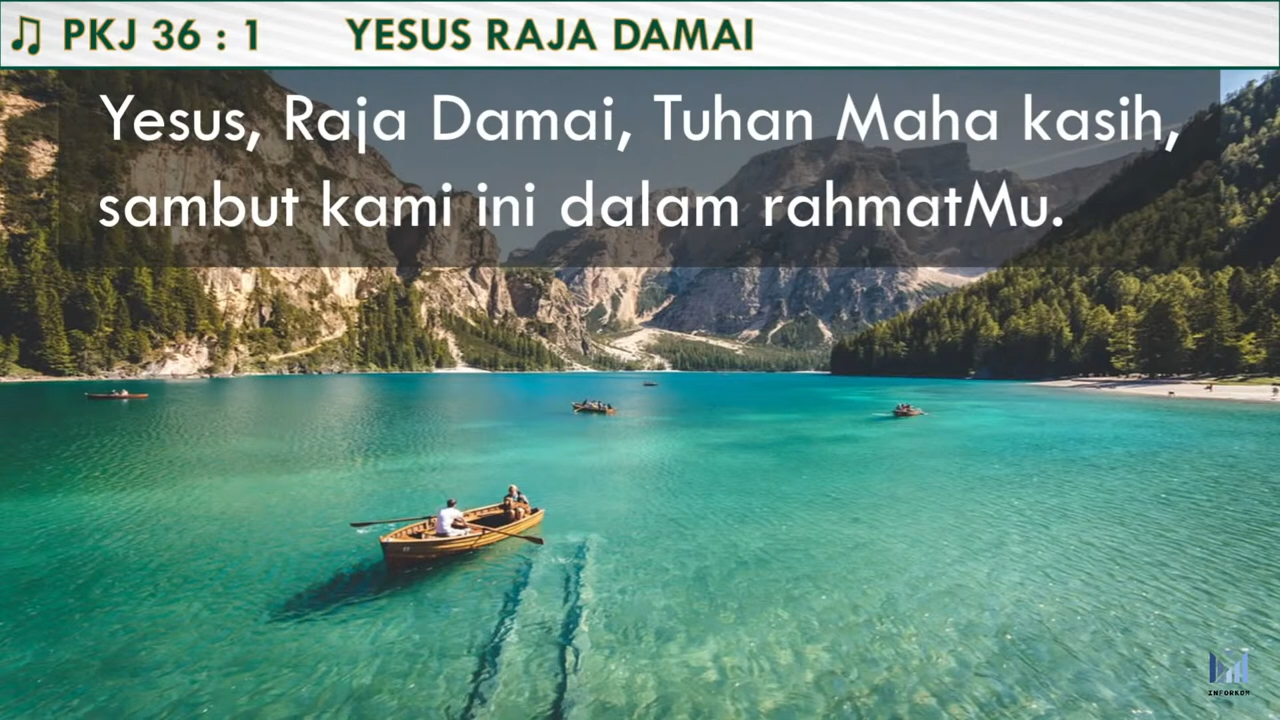 ♫ PKJ 36 : 1 YESUS RAJA DAMAI
Yesus, Raja Damai, Tuhan Maha kasih,
sambut kami ini dalam rahmatMu.
INFORKOM